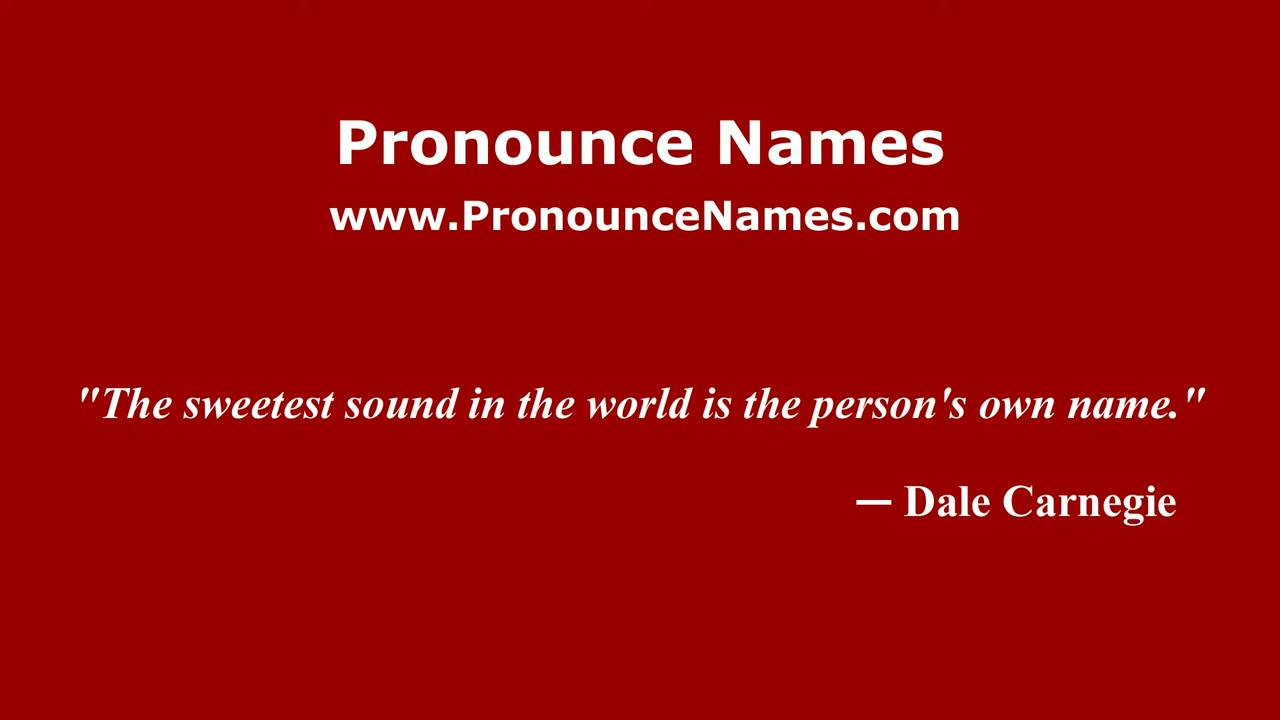 Pronounce Names
www.PronounceNames.com
"The sweetest sound in the world is the person's own name."
— Dale Carnegie